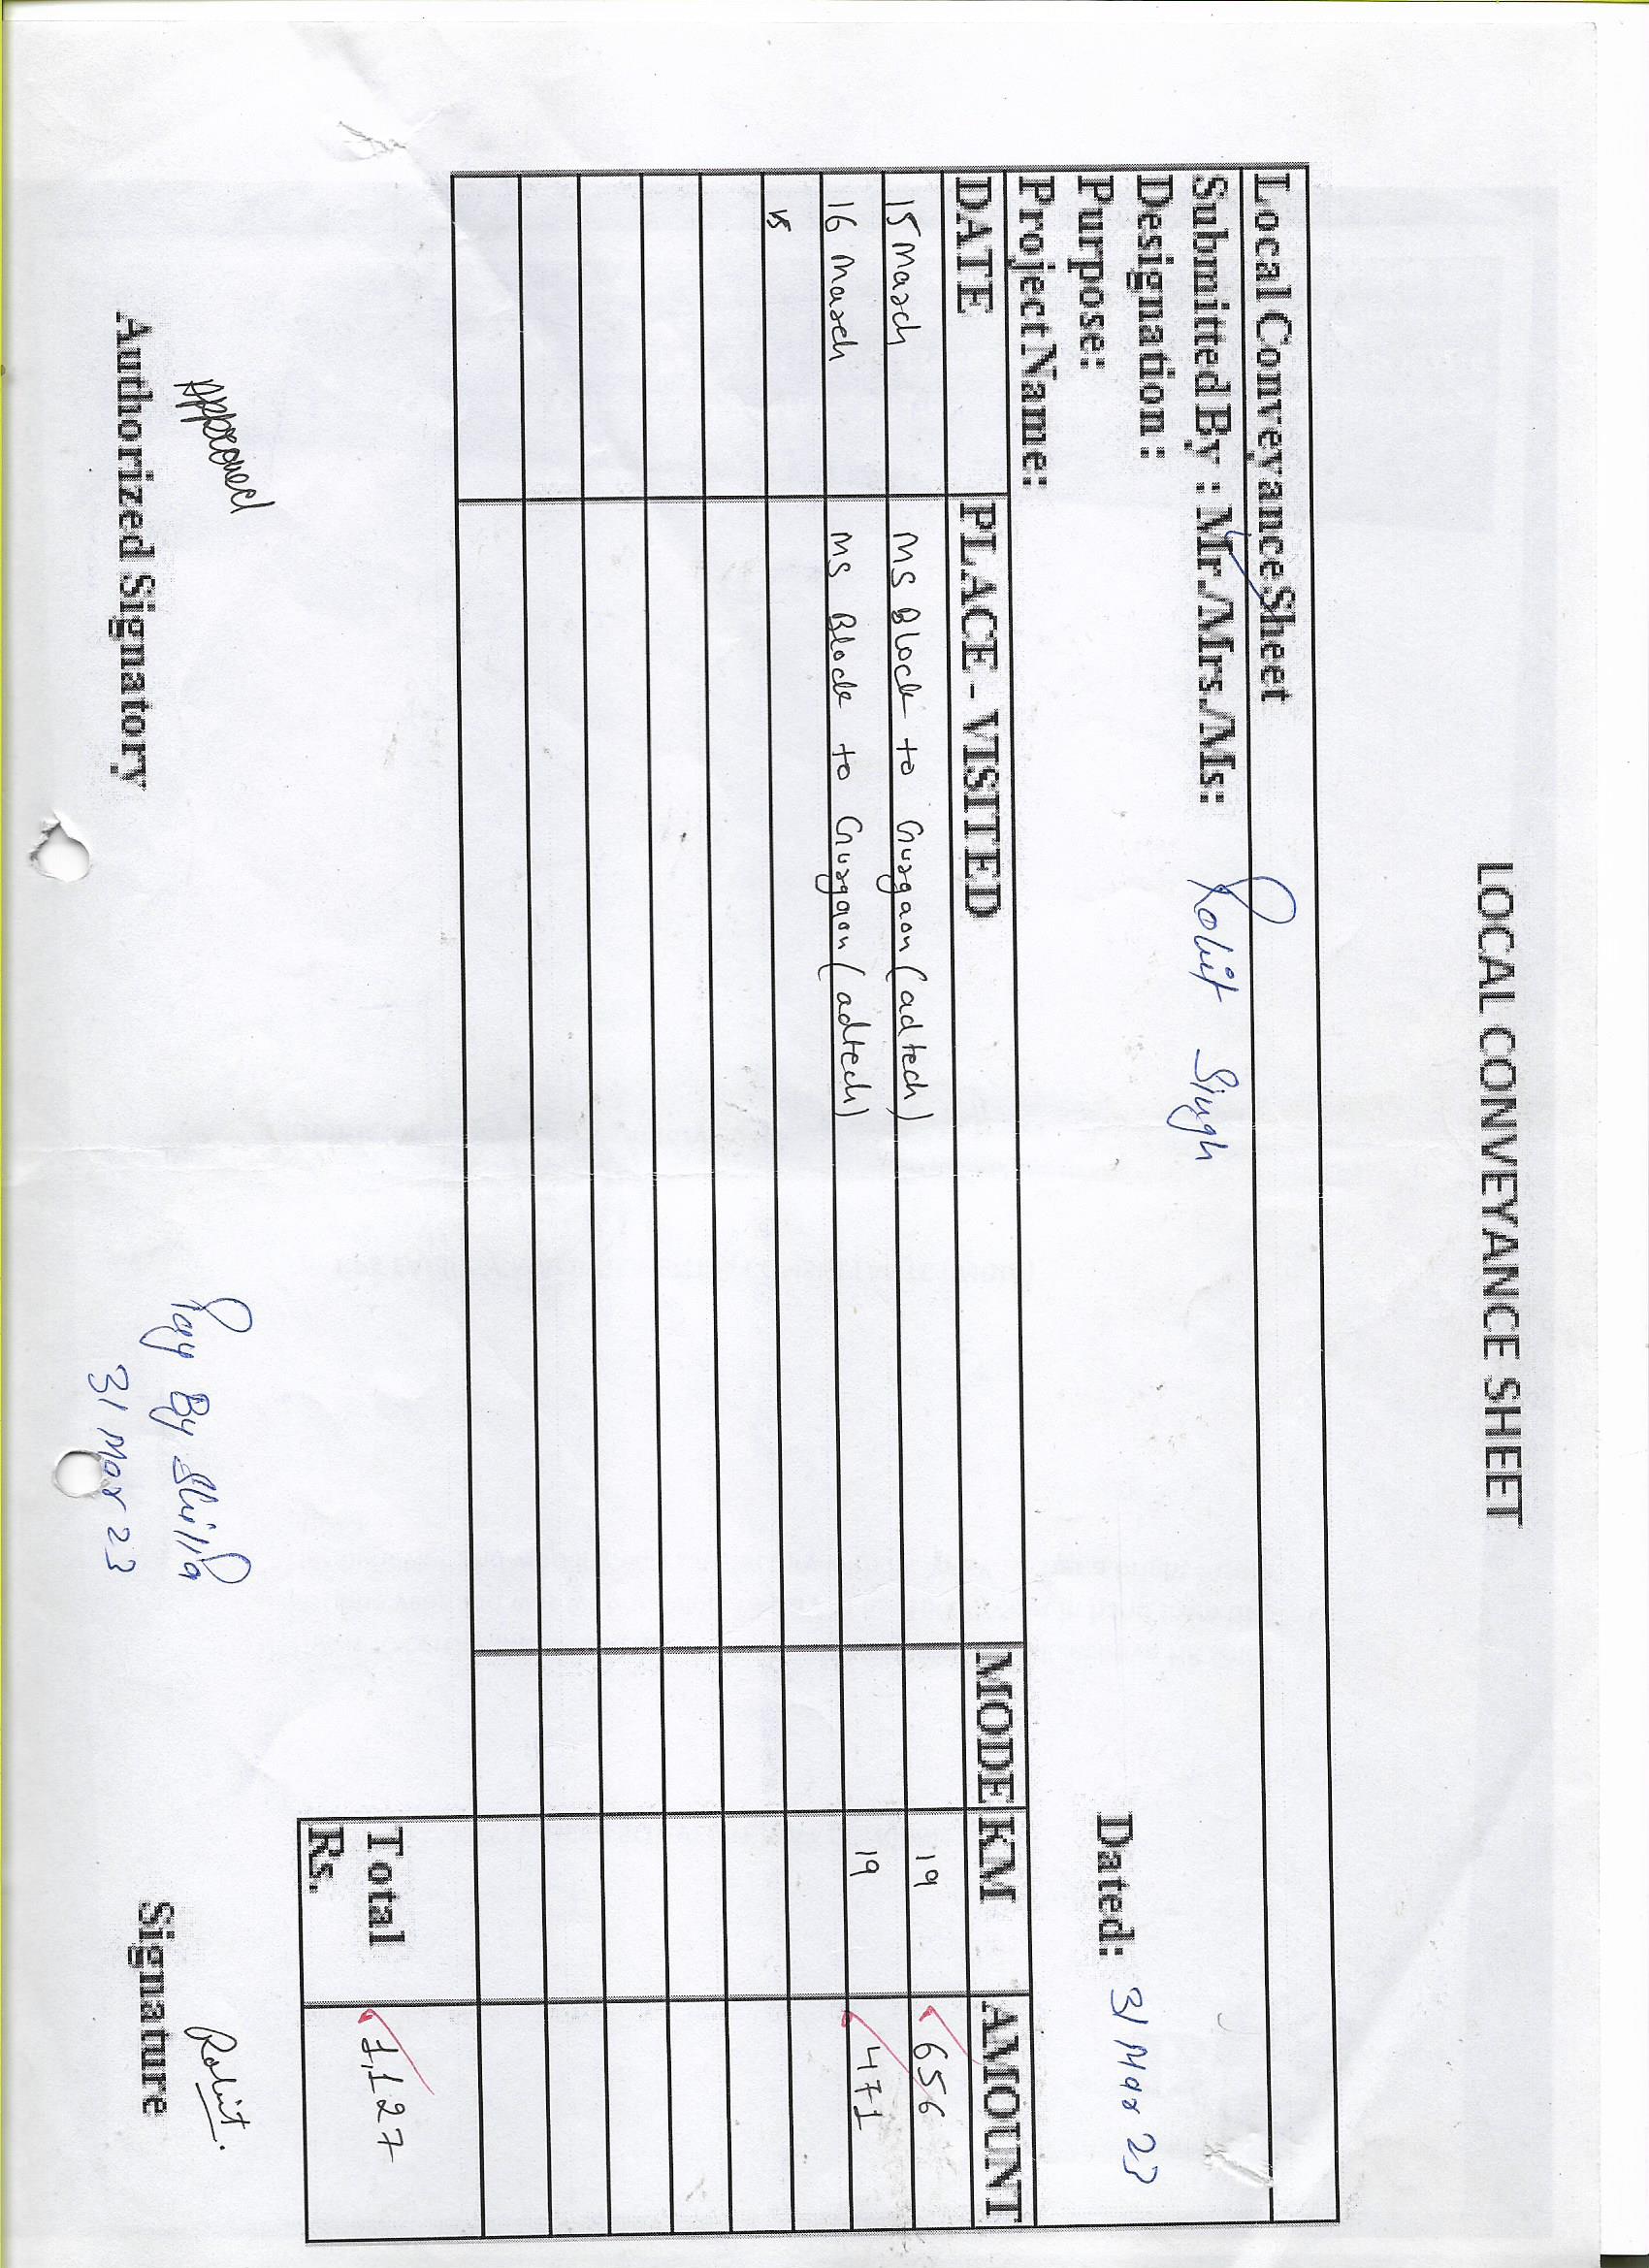 LOCAL CONVEYANCE SHEET
Local Conveyance Sheet
Submitted By : Mr./Mrs./Ms: Rohit Singh
Designation : Dated: 31 Mar 23
Purpose:
Project Name:
DATE PLACE - VISITED MODE KM AMOUNT
15 March MS Block to Gurgaon (adtech) 19 656
16 March MS Block to Gurgaon (adtech) 19 471
15
Total Rs. 1,127
Approved
Pay By Shilpa
31 Mar 23
Rohit.
Authorized Signatory Signature